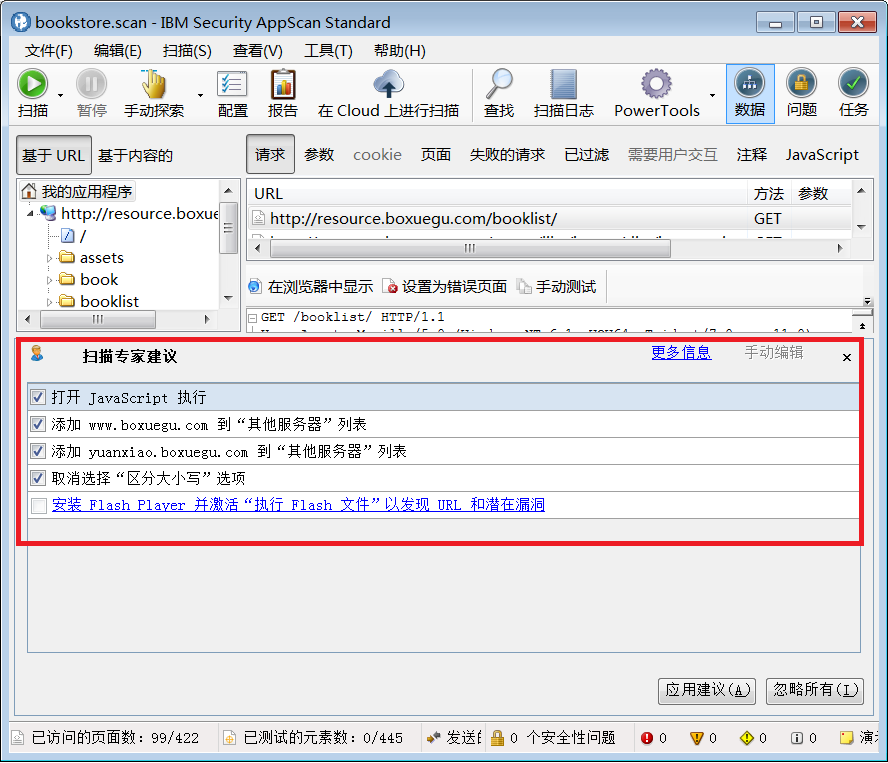 bookstore.scan - IBM Security AppScan Standard
文件(F) 编辑(E) 扫描(S) 查看(V) 工具(T) 帮助(H)
扫描 暂停 手动探索 配置 报告 在 Cloud 上进行扫描 查找 扫描日志 PowerTools 数据 问题 任务
基于 URL 基于内容的 请求 参数 cookie 页面 失败的请求 已过滤 需要用户交互 注释 JavaScript
我的应用程序
http://resource.boxue
/
assets
book
booklist
URL 方法 参数
http://resource.boxuegu.com/booklist/ GET
在浏览器中显示 设置为错误页面 手动测试
GET /booklist/ HTTP/1.1
扫描专家建议 更多信息 手动编辑
打开 JavaScript 执行
添加 www.boxuegu.com 到“其他服务器”列表
添加 yuanxiao.boxuegu.com 到“其他服务器”列表
取消选择“区分大小写”选项
安装 Flash Player 并激活“执行 Flash 文件”以发现 URL 和潜在漏洞
应用建议(A) 忽略所有(I)
已访问的页面数：99/422 已测试的元素数：0/445 发送的 0 个安全性问题 0 0 0 0 演